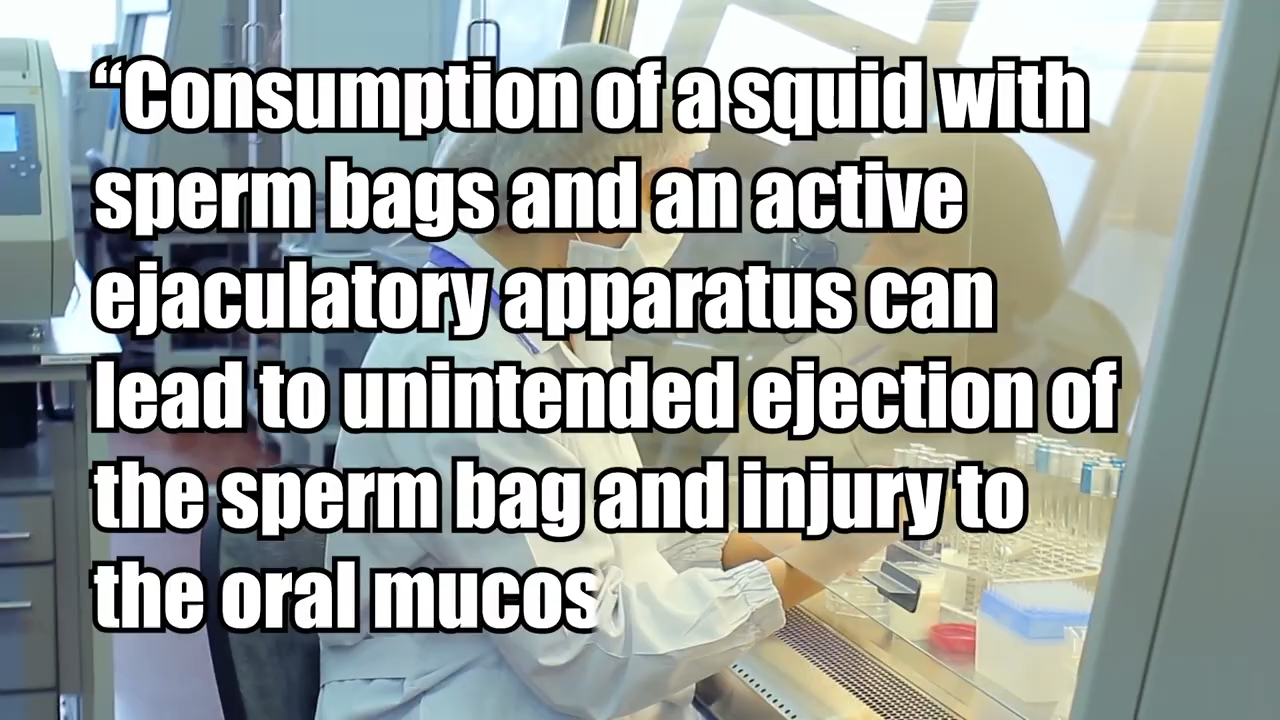 “Consumption of a squid with
sperm bags and an active
ejaculatory apparatus can
lead to unintended ejection of
the sperm bag and injury to
the oral mucos